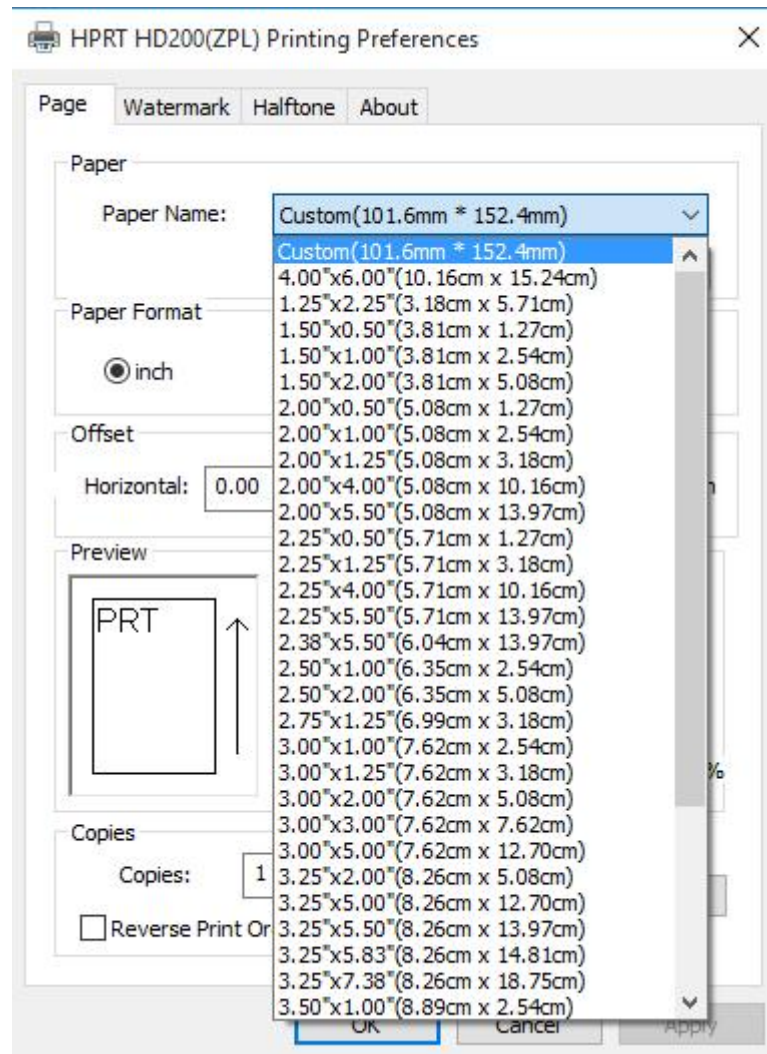 HPRT HD200(ZPL) Printing Preferences
Page Watermark Halftone About
Paper
Paper Name: Custom(101.6mm * 152.4mm)
Custom(101.6mm * 152.4mm)
4.00"x6.00"(10.16cm x 15.24cm)
1.25"x2.25"(3.18cm x 5.71cm)
Paper Format
1.50"x0.50"(3.81cm x 1.27cm)
1.50"x1.00"(3.81cm x 2.54cm)
inch
1.50"x2.00"(3.81cm x 5.08cm)
2.00"x0.50"(5.08cm x 1.27cm)
Offset
2.00"x1.00"(5.08cm x 2.54cm)
2.00"x1.25"(5.08cm x 3.18cm)
Horizontal: 0.00
2.00"x4.00"(5.08cm x 10.16cm)
2.00"x5.50"(5.08cm x 13.97cm)
2.25"x0.50"(5.71cm x 1.27cm)
Preview
2.25"x1.25"(5.71cm x 3.18cm)
2.25"x4.00"(5.71cm x 10.16cm)
2.25"x5.50"(5.71cm x 13.97cm)
PRT
2.38"x5.50"(6.04cm x 13.97cm)
2.50"x1.00"(6.35cm x 2.54cm)
2.50"x2.00"(6.35cm x 5.08cm)
2.75"x1.25"(6.99cm x 3.18cm)
3.00"x1.00"(7.62cm x 2.54cm)
3.00"x1.25"(7.62cm x 3.18cm)
%
3.00"x2.00"(7.62cm x 5.08cm)
3.00"x3.00"(7.62cm x 7.62cm)
Copies
3.00"x5.00"(7.62cm x 12.70cm)
Copies: 1
3.25"x2.00"(8.26cm x 5.08cm)
3.25"x5.00"(8.26cm x 12.70cm)
Reverse Print Or
3.25"x5.50"(8.26cm x 13.97cm)
3.25"x5.83"(8.26cm x 14.81cm)
3.25"x7.38"(8.26cm x 18.75cm)
3.50"x1.00"(8.89cm x 2.54cm)
OK Cancel Apply